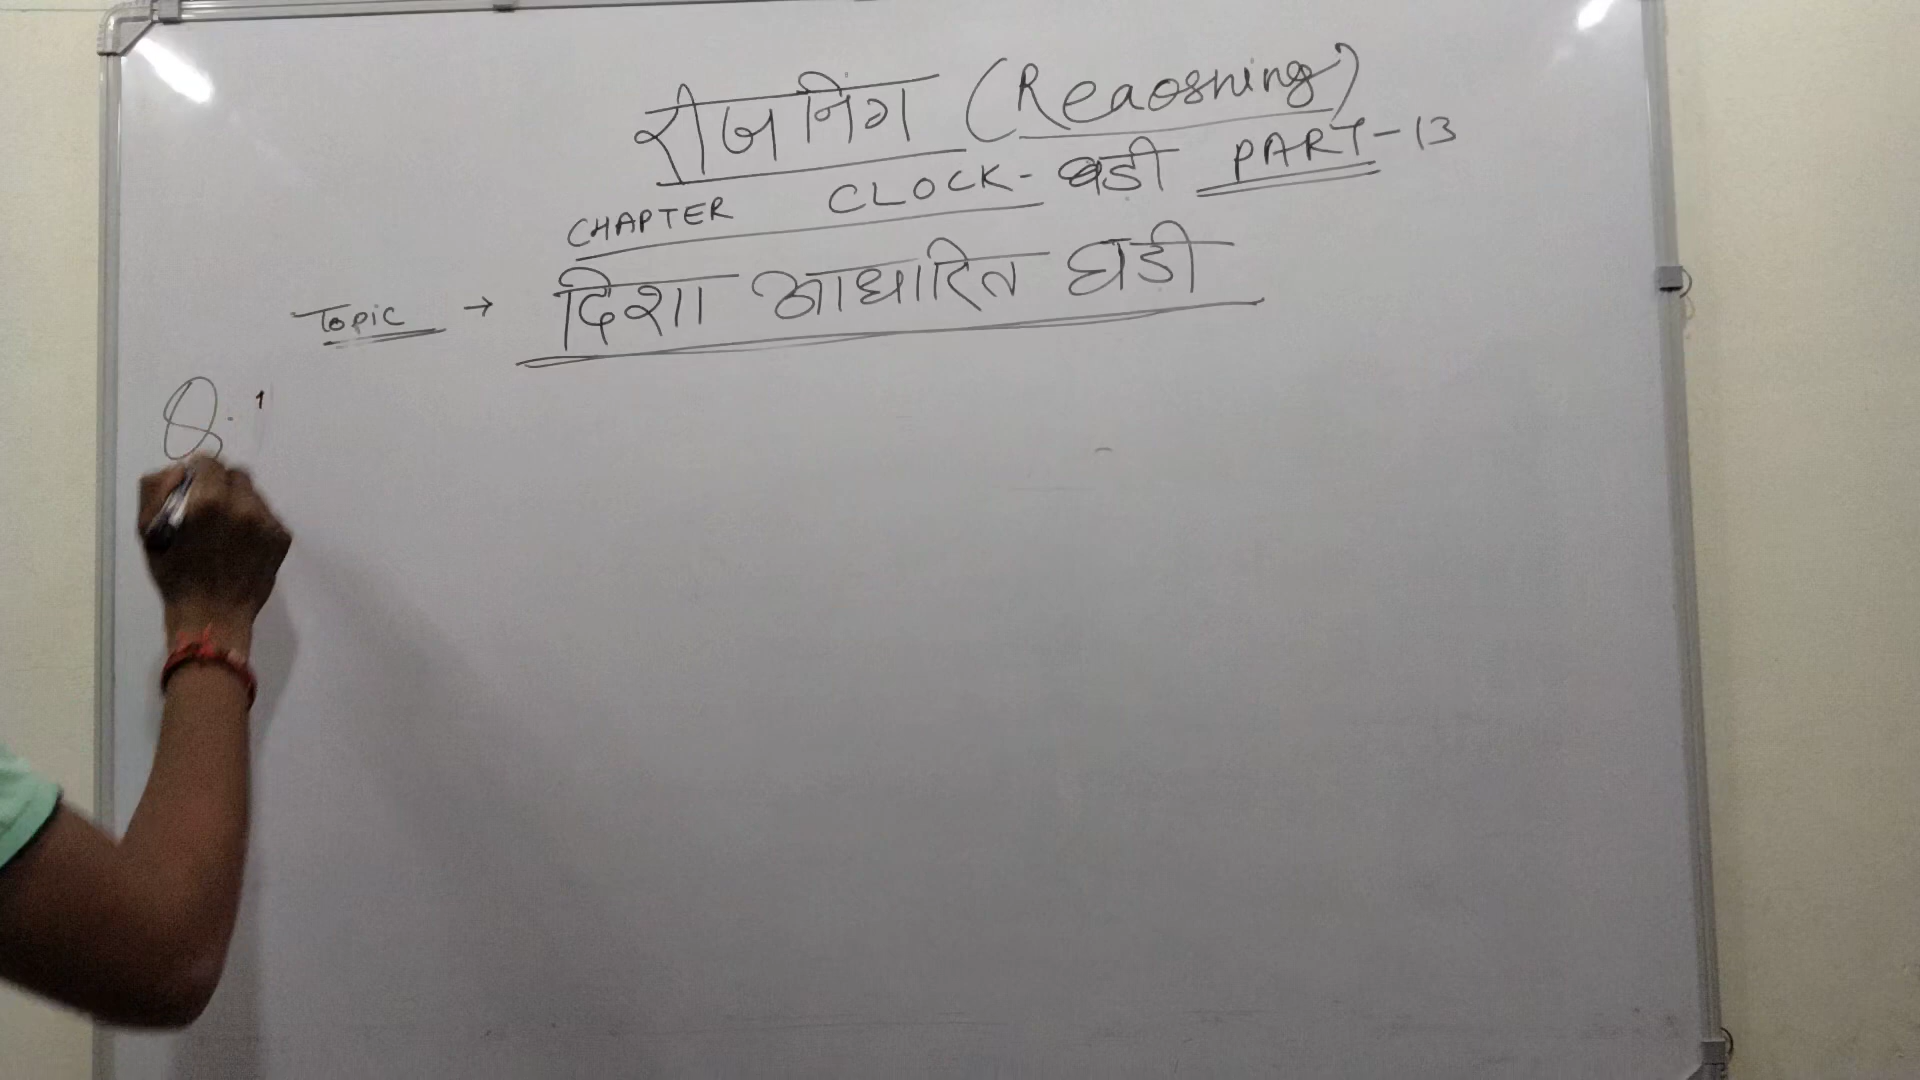 रीजनिंग (Reaosning)
CHAPTER CLOCK- घडी PART-13
Topic → दिशा आधारित घडी
Q. 1